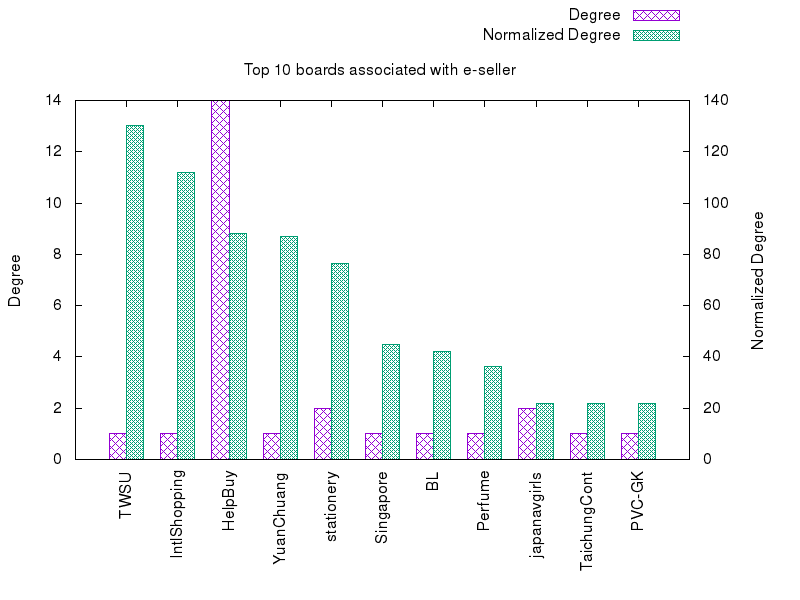 Degree
Normalized Degree
Top 10 boards associated with e-seller
14
12
10
8
6
4
2
0
140
120
100
80
60
40
20
0
Degree
Normalized Degree
TWSU
IntlShopping
HelpBuy
YuanChuang
stationery
Singapore
BL
Perfume
japanavgirls
TaichungCont
PVC-GK